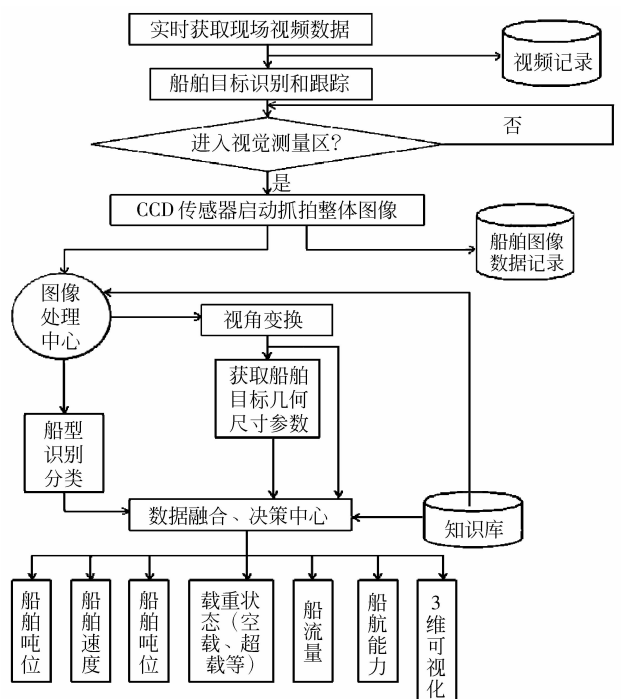 实时获取现场视频数据
视频记录
船舶目标识别和跟踪
进入视觉测量区?
否
是
CCD传感器启动抓拍整体图像
船舶图像
数据记录
图像
处理
中心
视角变换
获取船舶
目标几何
尺寸参数
船型
识别
分类
数据融合、决策中心
知识库
船舶吨位
船舶速度
船舶吨位
载重状
态（空
载、超
载等）
船流量
船航能力
3维可视化